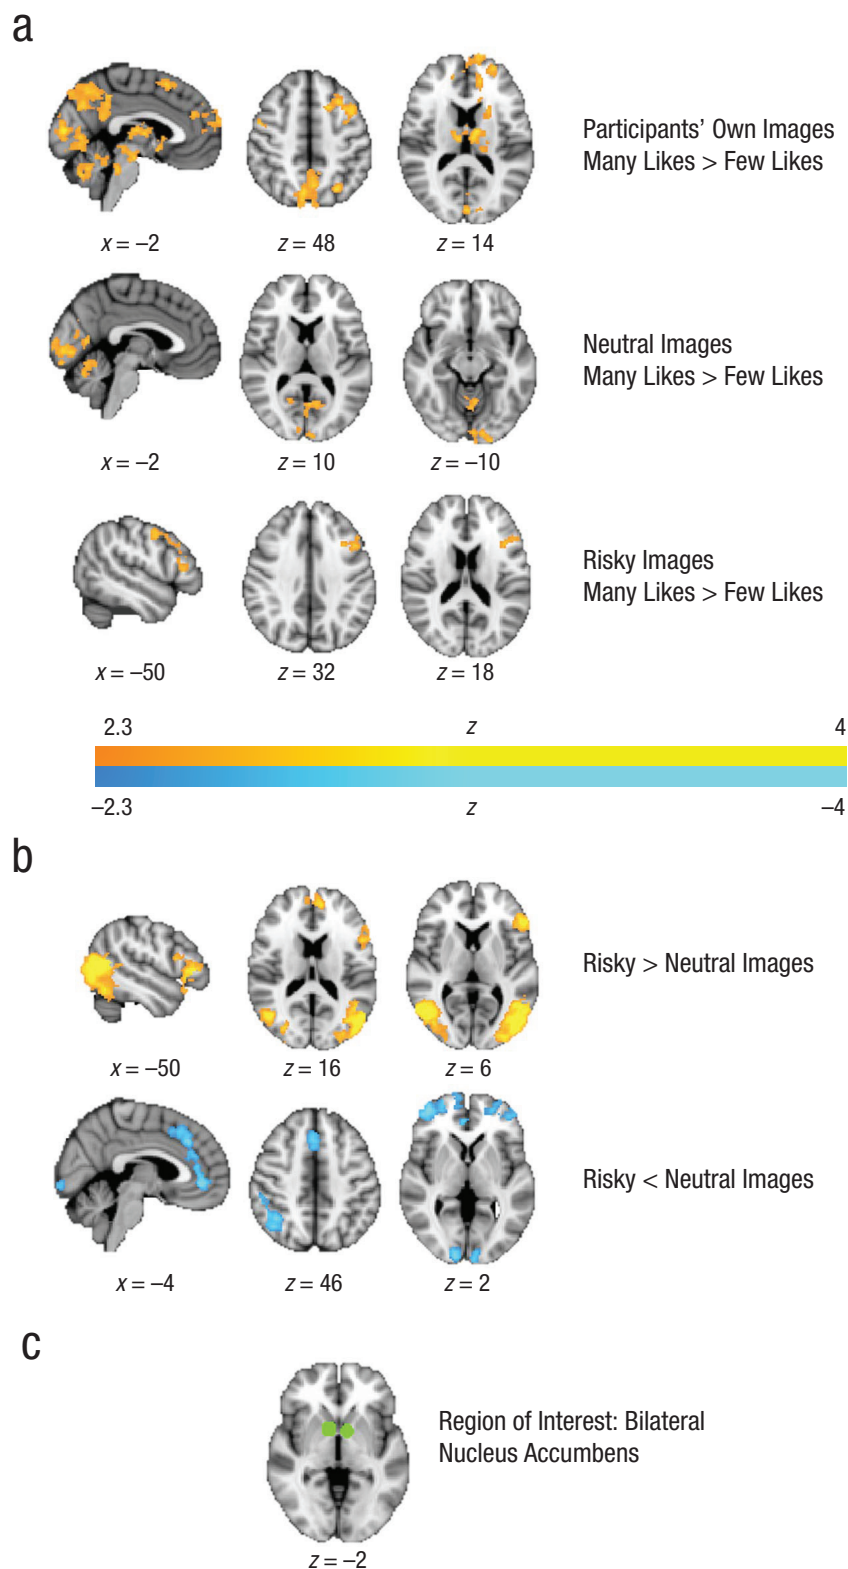 a
Participants' Own Images
Many Likes > Few Likes
x = –2
z = 48
z = 14
Neutral Images
Many Likes > Few Likes
x = –2
z = 10
z = –10
Risky Images
Many Likes > Few Likes
x = –50
z = 32
z = 18
2.3
z
4
–2.3
z
–4
b
Risky > Neutral Images
x = –50
z = 16
z = 6
Risky < Neutral Images
x = –4
z = 46
z = 2
c
Region of Interest: Bilateral
Nucleus Accumbens
z = –2